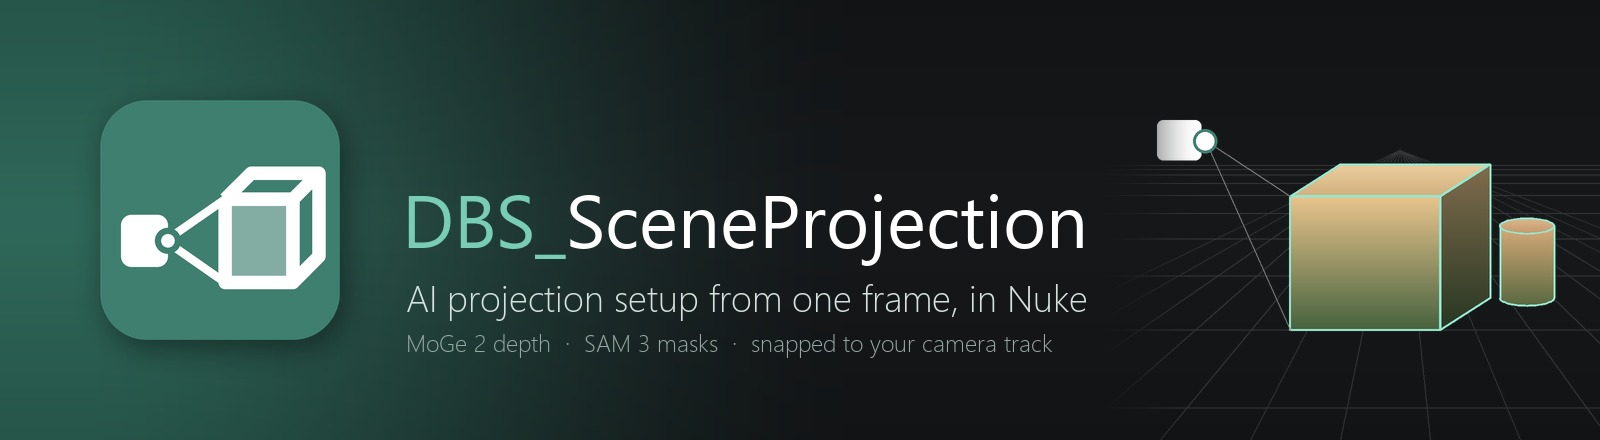 DBS_SceneProjection
AI projection setup from one frame, in Nuke
MoGe 2 depth · SAM 3 masks · snapped to your camera track